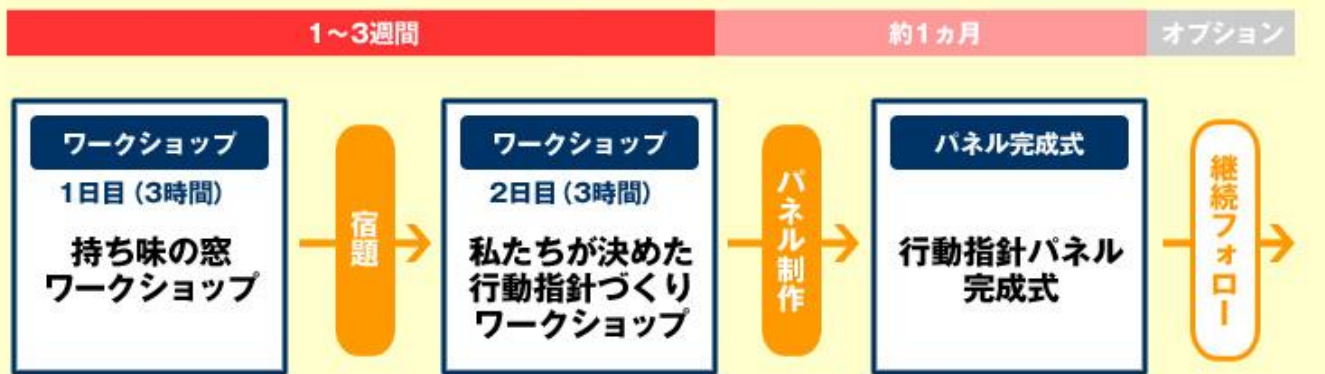 1〜3週間
約1ヵ月
オプション
ワークショップ
1日目(3時間)
持ち味の窓
ワークショップ
宿題
ワークショップ
2日目(3時間)
私たちが決めた
行動指針づくり
ワークショップ
パネル制作
パネル完成式
行動指針パネル
完成式
継続フォロー